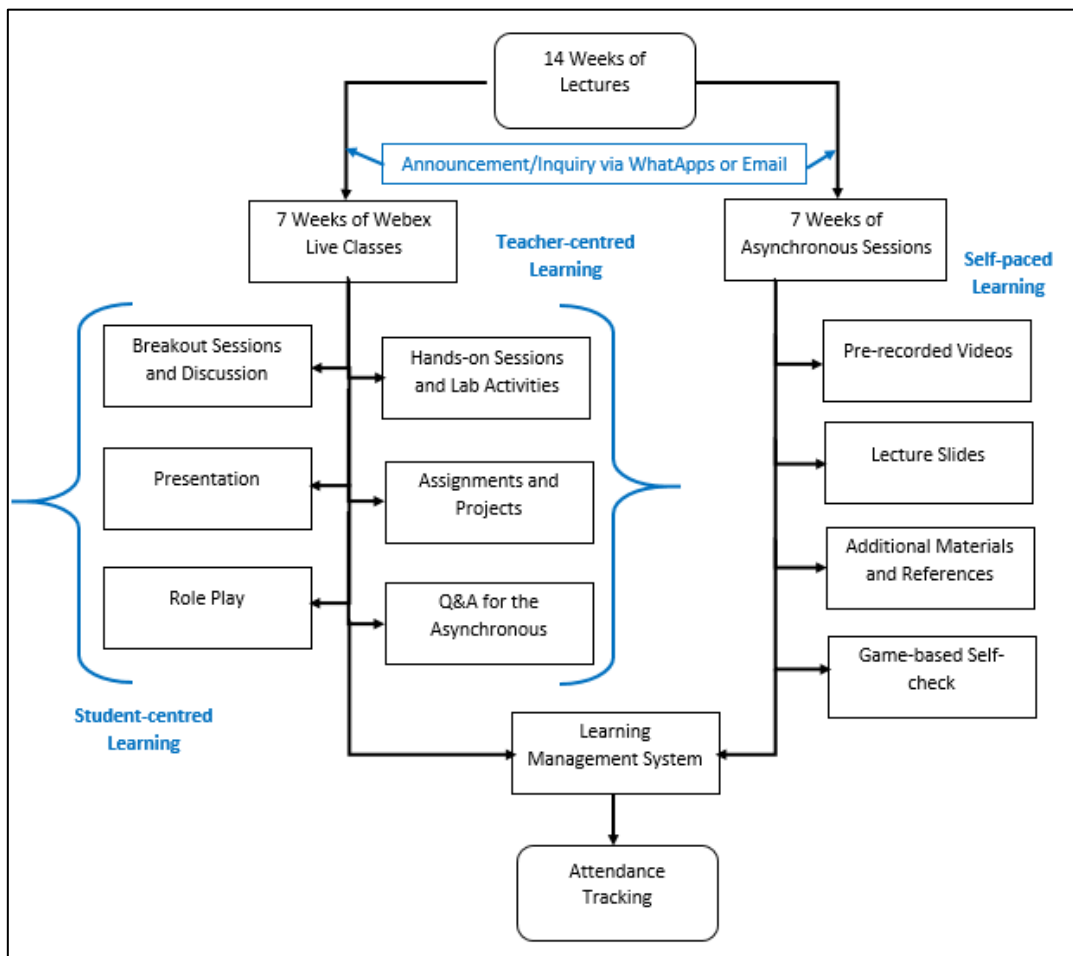 14 Weeks of
Lectures
Announcement/Inquiry via WhatApps or Email
7 Weeks of Webex
Live Classes
Teacher-centred
Learning
7 Weeks of
Asynchronous Sessions
Self-paced
Learning
Breakout Sessions
and Discussion
Hands-on Sessions
and Lab Activities
Pre-recorded Videos
Presentation
Assignments and
Projects
Lecture Slides
Role Play
Q&A for the
Asynchronous
Additional Materials
and References
Game-based Self-
check
Student-centred
Learning
Learning
Management System
Attendance
Tracking